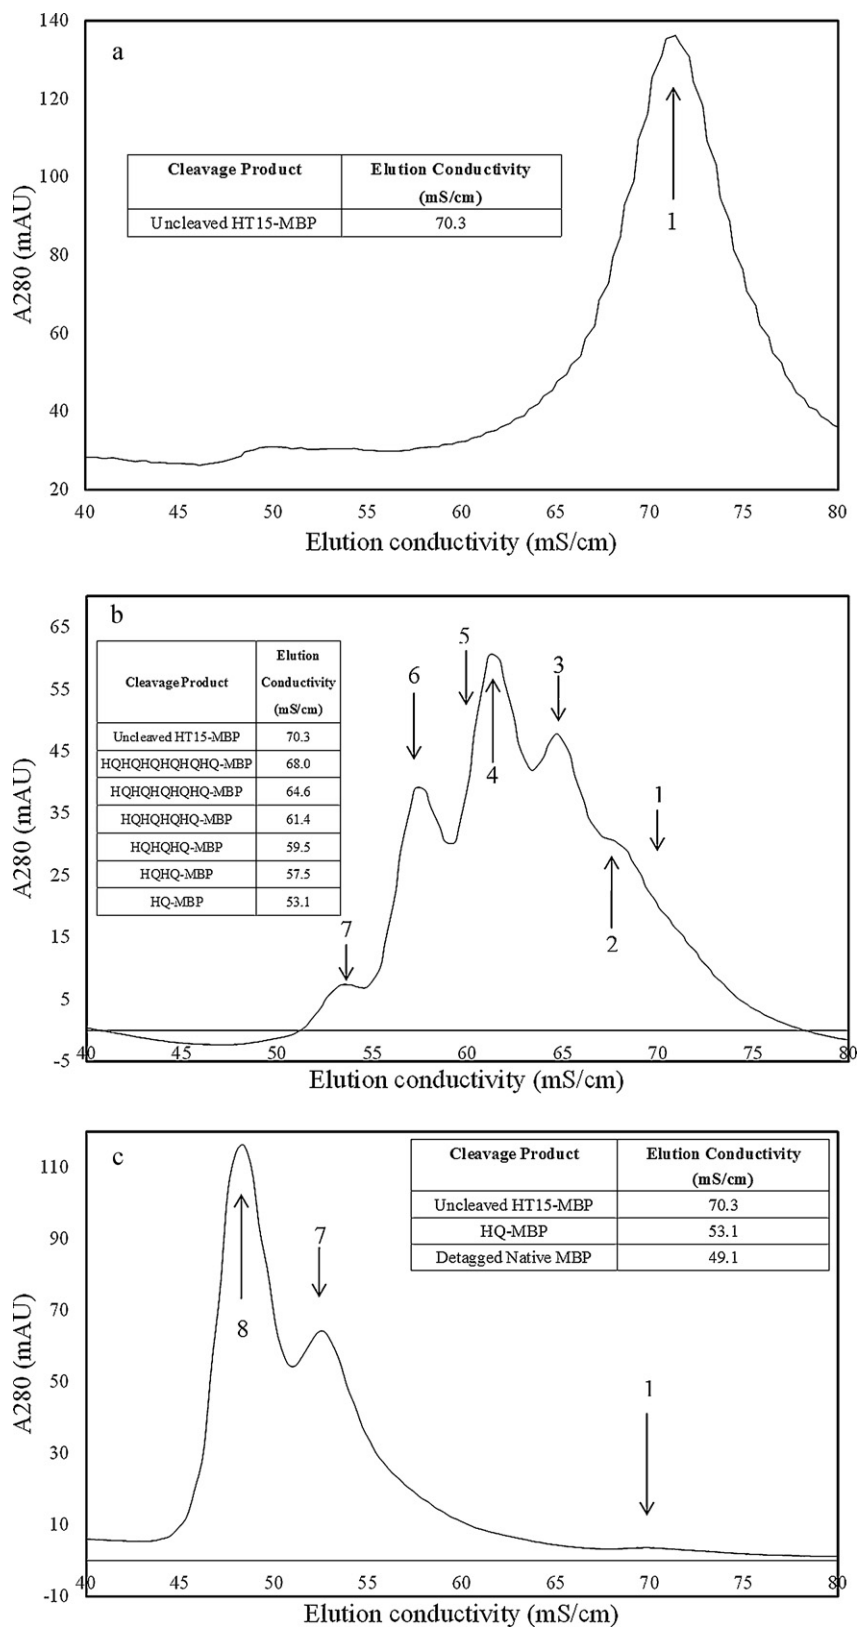 a
140
120
100
80
60
40
20
A280 (mAU)
Cleavage Product Elution Conductivity
(mS/cm)
Uncleaved HT15-MBP 70.3
1
40 45 50 55 60 65 70 75 80
Elution conductivity (mS/cm)
b
65
55
45
35
25
15
5
-5
A280 (mAU)
Elution
Cleavage Product Conductivity
(mS/cm)
Uncleaved HT15-MBP 70.3
HQHQHQHQHQHQ-MBP 68.0
HQHQHQHQHQ-MBP 64.6
HQHQHQHQ-MBP 61.4
HQHQHQ-MBP 59.5
HQHQ-MBP 57.5
HQ-MBP 53.1
5
6
3
4
1
7
2
40 45 50 55 60 65 70 75 80
Elution conductivity (mS/cm)
c
110
90
70
50
30
10
-10
A280 (mAU)
Cleavage Product Elution Conductivity
(mS/cm)
Uncleaved HT15-MBP 70.3
HQ-MBP 53.1
Detagged Native MBP 49.1
7
8
1
40 45 50 55 60 65 70 75 80
Elution conductivity (mS/cm)